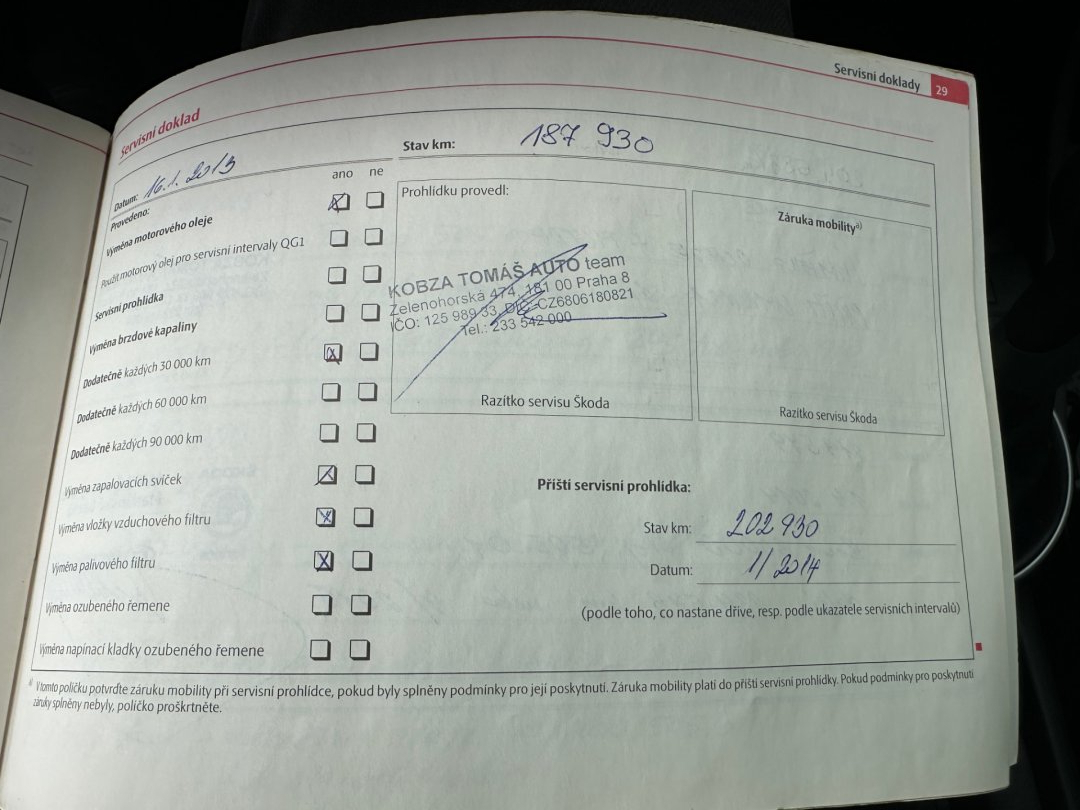 Servisní doklady 29
Servisní doklad
Datum: 16.1.2013
Stav km: 187 930
Provedeno:
ano ne
Výměna motorového oleje
Použit motorový olej pro servisní intervaly QG1
Servisní prohlídka
Výměna brzdové kapaliny
Dodatečně každých 30 000 km
Dodatečně každých 60 000 km
Dodatečně každých 90 000 km
Výměna zapalovacích svíček
Výměna vložky vzduchového filtru
Výměna palivového filtru
Výměna ozubeného řemene
Výměna napínací kladky ozubeného řemene
Prohlídku provedl:
KOBZA TOMÁŠ AUTO team
Zelenohorská 474, 181 00 Praha 8
IČO: 125 989 33, DIČ: CZ6806180821
Tel.: 233 542 000
Razítko servisu Škoda
Záruka mobility a)
Razítko servisu Škoda
Příští servisní prohlídka:
Stav km: 202 930
Datum: 1/2014
(podle toho, co nastane dříve, resp. podle ukazatele servisních intervalů)
a) V tomto políčku potvrďte záruku mobility při servisní prohlídce, pokud byly splněny podmínky pro její poskytnutí. Záruka mobility platí do příští servisní prohlídky. Pokud podmínky pro poskytnutí
záruky splněny nebyly, políčko proškrtněte.